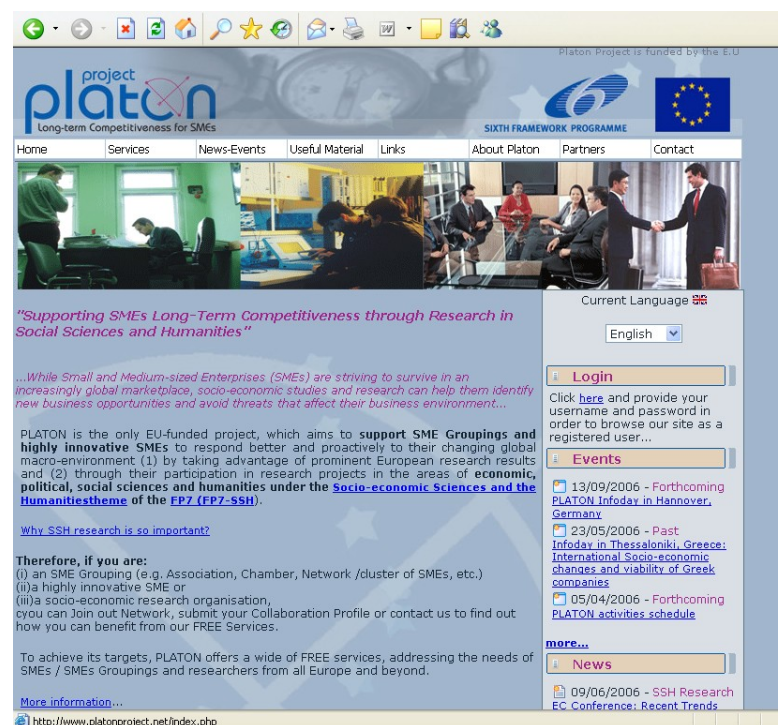 Platon Project is funded by the E.U
project
platon
Long-term Competitiveness for SMEs
SIXTH FRAMEWORK PROGRAMME
Home Services News-Events Useful Material Links About Platon Partners Contact
"Supporting SMEs Long-Term Competitiveness through Research in
Social Sciences and Humanities"
...While Small and Medium-sized Enterprises (SMEs) are striving to survive in an
increasingly global marketplace, socio-economic studies and research can help them identify
new business opportunities and avoid threats that affect their business environment...
PLATON is the only EU-funded project, which aims to support SME Groupings and
highly innovative SMEs to respond better and proactively to their changing global
macro-environment (1) by taking advantage of prominent European research results
and (2) through their participation in research projects in the areas of economic,
political, social sciences and humanities under the Socio-economic Sciences and the
Humanitiestheme of the FP7 (FP7-SSH).
Why SSH research is so important?
Therefore, if you are:
(i) an SME Grouping (e.g. Association, Chamber, Network /cluster of SMEs, etc.)
(ii)a highly innovative SME or
(iii)a socio-economic research organisation,
cyou can Join out Network, submit your Collaboration Profile or contact us to find out
how you can benefit from our FREE Services.
To achieve its targets, PLATON offers a wide of FREE services, addressing the needs of
SMEs / SMEs Groupings and researchers from all Europe and beyond.
More information...
Current Language
English
Login
Click here and provide your
username and password in
order to browse our site as a
registered user...
Events
13/09/2006 - Forthcoming
PLATON Infoday in Hannover,
Germany
23/05/2006 - Past
Infoday in Thessaloniki, Greece:
International Socio-economic
changes and viability of Greek
companies
05/04/2006 - Forthcoming
PLATON activities schedule
more...
News
09/06/2006 - SSH Research
EC Conference: Recent Trends
http://www.platonproject.net/index.php